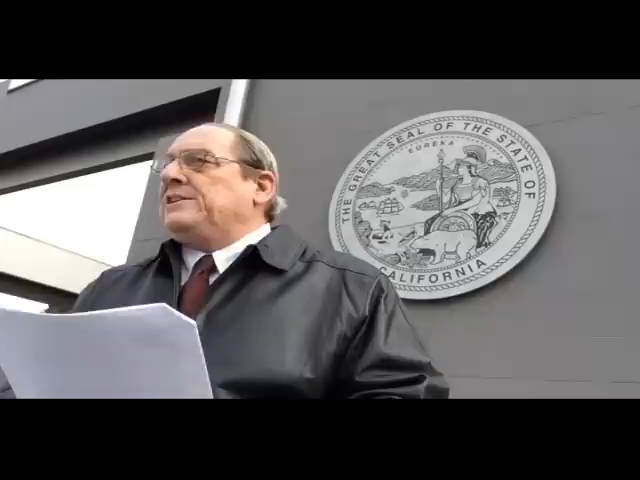 THE GREAT SEAL OF THE STATE OF
EUREKA
CALIFORNIA